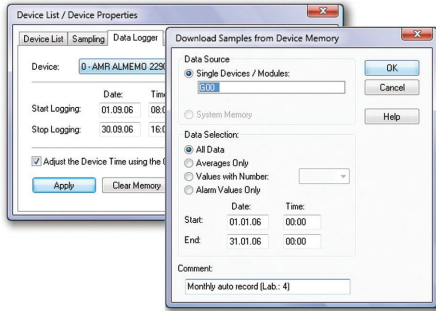 Device List / Device Properties
Device List Sampling Data Logger
Device: 0 - AMR ALMEMO 2290
Date:
Start Logging: 01.09.06 08:0
Stop Logging: 30.09.06 16:0
Adjust the Device Time using the
Apply Clear Memory
Download Samples from Device Memory
Data Source
Single Devices / Modules:
G00
System Memory
OK
Cancel
Help
Data Selection:
All Data
Averages Only
Values with Number:
Alarm Values Only
Date: Time:
Start: 01.01.06 00:00
End: 31.01.06 00:00
Comment:
Monthly auto record (Lab.: 4)